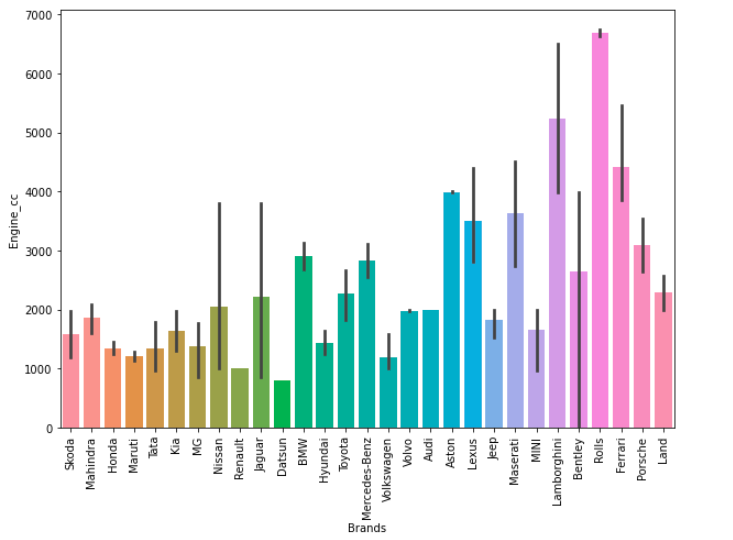 7000
6000
5000
4000
3000
2000
1000
0
Engine_cc
Skoda
Mahindra
Honda
Maruti
Tata
Kia
MG
Nissan
Renault
Jaguar
Datsun
BMW
Hyundai
Toyota
Mercedes-Benz
Volkswagen
Volvo
Audi
Aston
Lexus
Jeep
Maserati
MINI
Lamborghini
Bentley
Rolls
Ferrari
Porsche
Land
Brands